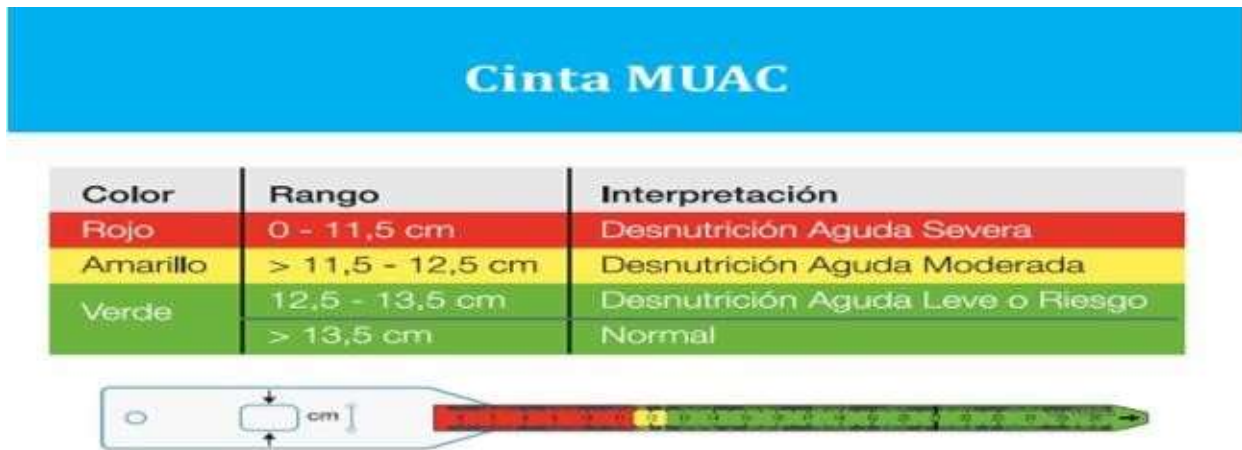 Cinta MUAC
Color Rango Interpretación
Rojo 0 - 11,5 cm Desnutrición Aguda Severa
Amarillo > 11,5 - 12,5 cm Desnutrición Aguda Moderada
Verde 12,5 - 13,5 cm Desnutrición Aguda Leve o Riesgo
> 13,5 cm Normal
cm